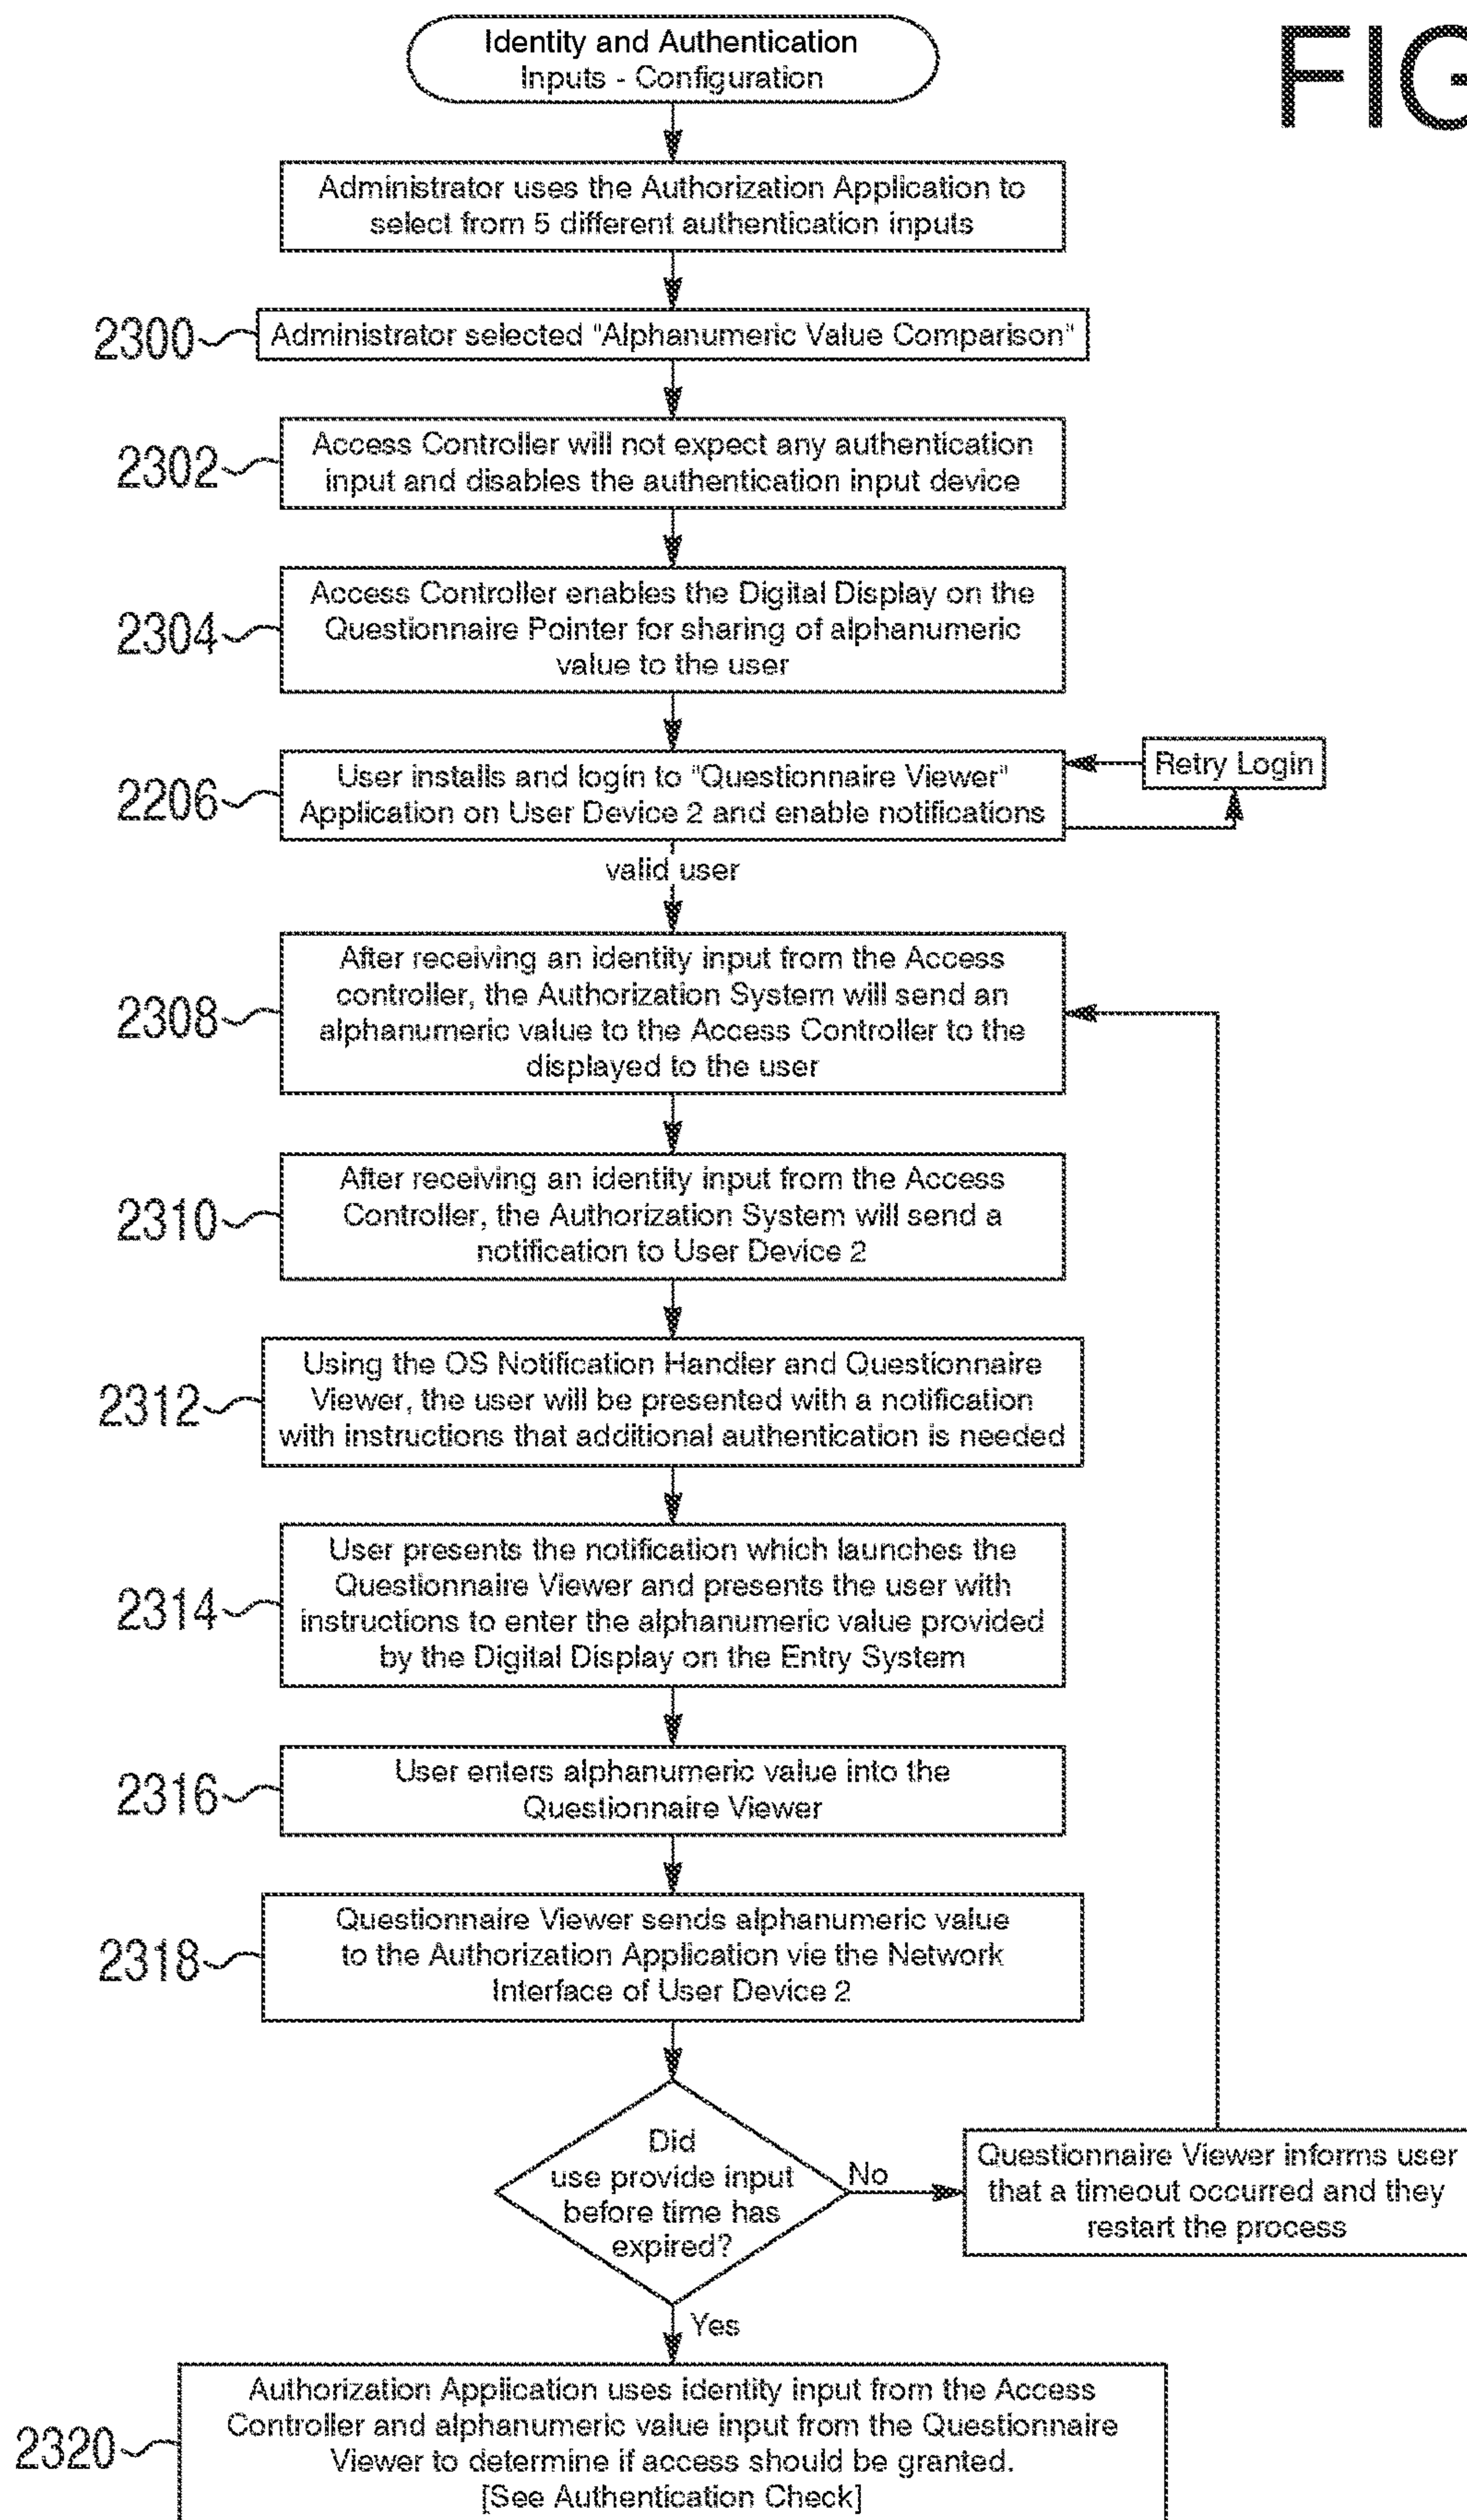 FIG
Identity and Authentication
Inputs - Configuration
Administrator uses the Authorization Application to
select from 5 different authentication inputs
2300
Administrator selected "Alphanumeric Value Comparison"
2302
Access Controller will not expect any authentication
input and disables the authentication input device
2304
Access Controller enables the Digital Display on the
Questionnaire Pointer for sharing of alphanumeric
value to the user
2206
User installs and login to "Questionnaire Viewer"
Application on User Device 2 and enable notifications
Retry Login
valid user
2308
After receiving an identity input from the Access
controller, the Authorization System will send an
alphanumeric value to the Access Controller to the
displayed to the user
2310
After receiving an identity input from the Access
Controller, the Authorization System will send a
notification to User Device 2
2312
Using the OS Notification Handler and Questionnaire
Viewer, the user will be presented with a notification
with instructions that additional authentication is needed
2314
User presents the notification which launches the
Questionnaire Viewer and presents the user with
instructions to enter the alphanumeric value provided
by the Digital Display on the Entry System
2316
User enters alphanumeric value into the
Questionnaire Viewer
2318
Questionnaire Viewer sends alphanumeric value
to the Authorization Application vie the Network
Interface of User Device 2
Did
use provide input
before time has
expired?
No
Questionnaire Viewer informs user
that a timeout occurred and they
restart the process
Yes
2320
Authorization Application uses identity input from the Access
Controller and alphanumeric value input from the Questionnaire
Viewer to determine if access should be granted.
[See Authentication Check]